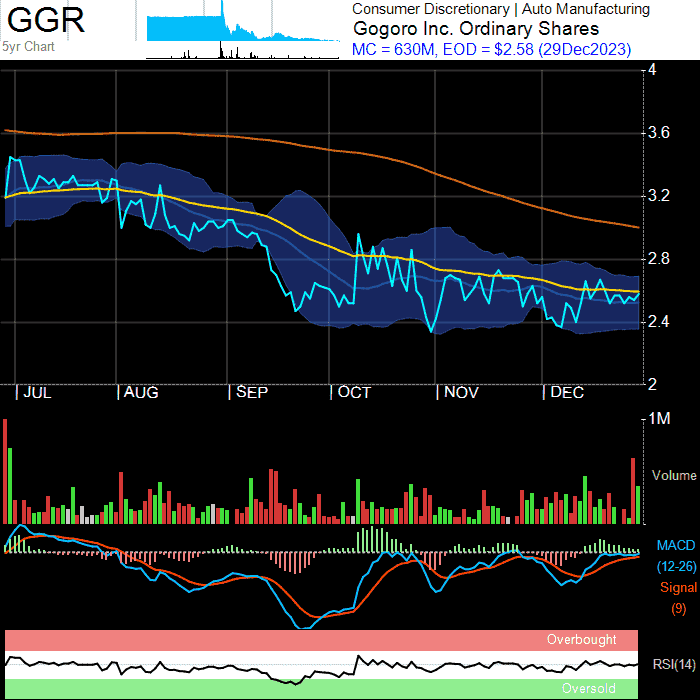 GGR
5yr Chart
Consumer Discretionary | Auto Manufacturing
Gogoro Inc. Ordinary Shares
MC = 630M, EOD = $2.58 (29Dec2023)
4
3.6
3.2
2.8
2.4
2
JUL AUG SEP OCT NOV DEC
1M
Volume
MACD
(12-26)
Signal
(9)
Overbought
RSI(14)
Oversold